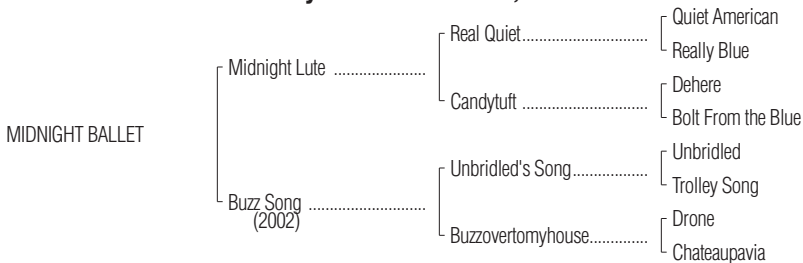 Quiet American
Real Quiet..............................
Really Blue
Midnight Lute ......................
Dehere
Candytuft ..............................
Bolt From the Blue
MIDNIGHT BALLET
Unbridled
Unbridled's Song..................
Trolley Song
Buzz Song ............................
(2002)
Drone
Buzzovertomyhouse..............
Chateaupavia